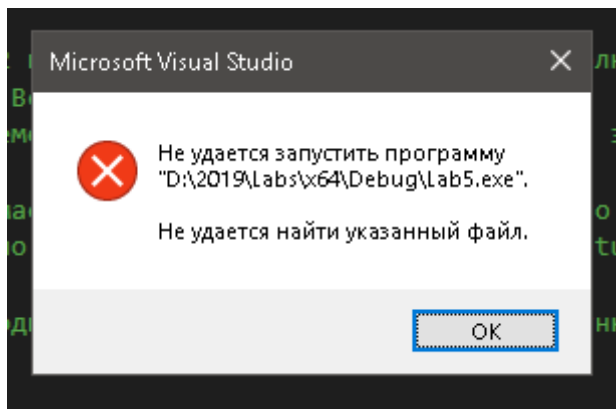 Microsoft Visual Studio
Не удается запустить программу
"D:\2019\Labs\x64\Debug\Lab5.exe".
Не удается найти указанный файл.
OK